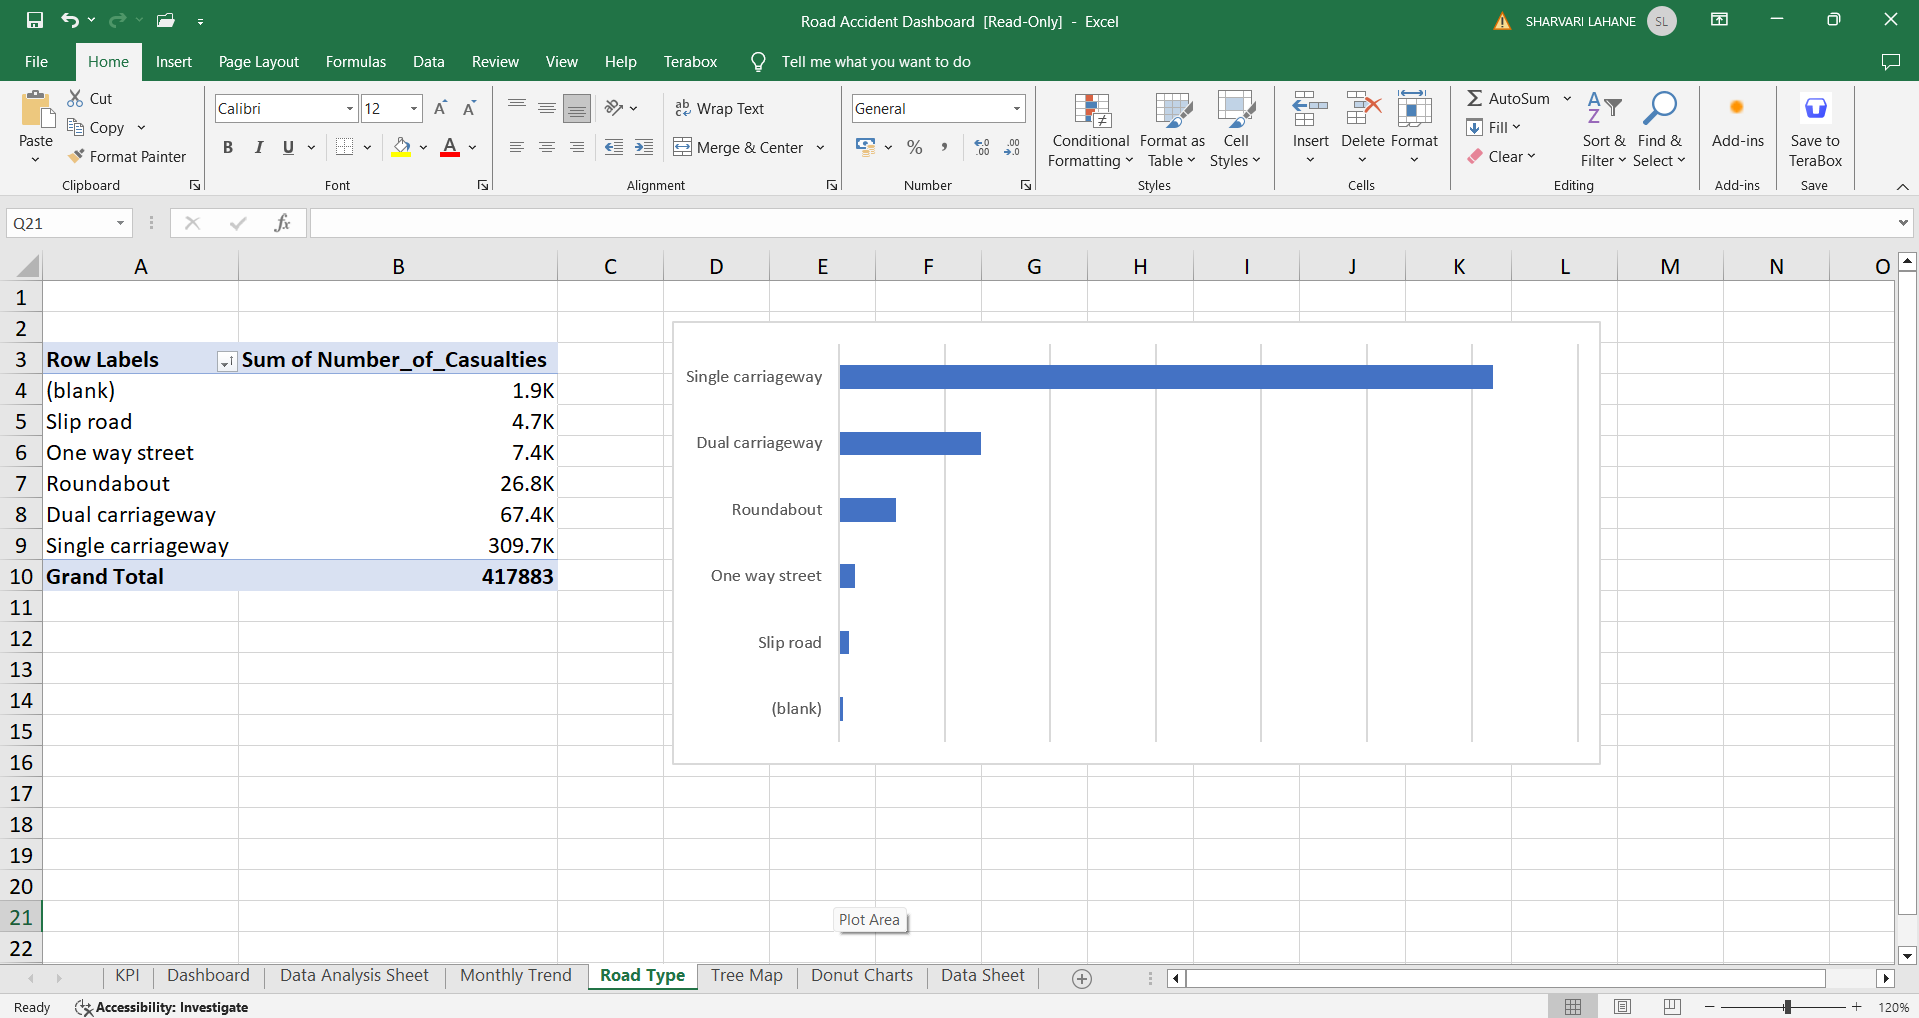 Road Accident Dashboard [Read-Only] - Excel
SHARVARI LAHANE SL
File Home Insert Page Layout Formulas Data Review View Help Terabox Tell me what you want to do
Paste
Cut
Copy
Format Painter
Clipboard
Calibri 12
B I U
Font
Wrap Text
Merge & Center
Alignment
General
Number
Conditional Formatting
Format as Table
Cell Styles
Styles
Insert Delete Format
Cells
AutoSum
Fill
Clear
Sort & Filter
Find & Select
Editing
Add-ins
Add-ins
Save to TeraBox
Save
Q21
fx
A B C D E F G H I J K L M N O
1
2
3 Row Labels Sum of Number_of_Casualties
4 (blank) 1.9K
5 Slip road 4.7K
6 One way street 7.4K
7 Roundabout 26.8K
8 Dual carriageway 67.4K
9 Single carriageway 309.7K
10 Grand Total 417883
11
12
13
14
15
16
17
18
19
20
21
22
Single carriageway
Dual carriageway
Roundabout
One way street
Slip road
(blank)
Plot Area
KPI Dashboard Data Analysis Sheet Monthly Trend Road Type Tree Map Donut Charts Data Sheet
Ready Accessibility: Investigate 120%